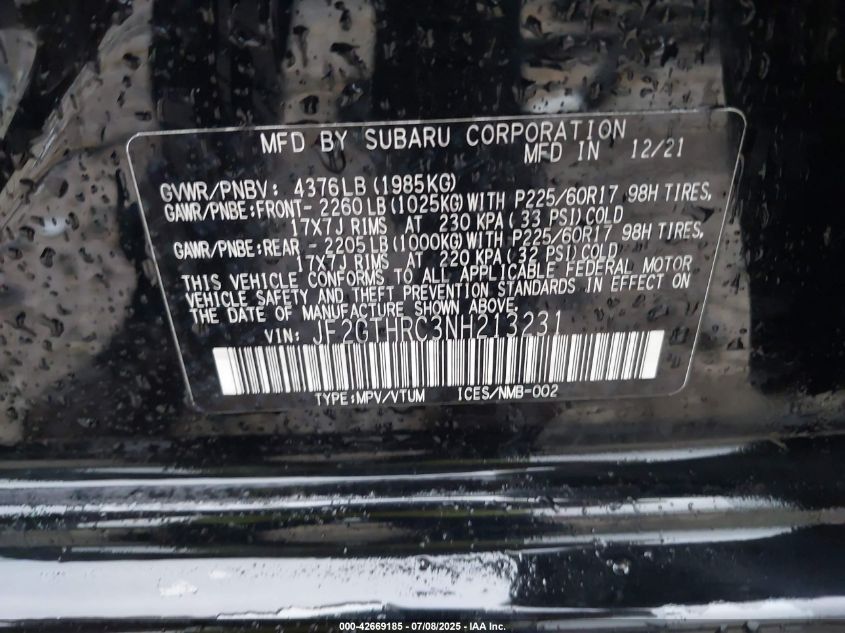 MFD BY SUBARU CORPORATION
MFD IN 12/21
GVWR/PNBV: 4376LB(1985KG)
GAWR/PNBE:FRONT-2260LB(1025KG)WITH P225/60R17 98H TIRES,
17X7J RIMS AT 230 KPA(33 PSI)COLD
GAWR/PNBE:REAR -2205LB(1000KG)WITH P225/60R17 98H TIRES,
17X7J RIMS AT 220 KPA(32 PSI)COLD
THIS VEHICLE CONFORMS TO ALL APPLICABLE FEDERAL MOTOR
VEHICLE SAFETY AND THEFT PREVENTION STANDARDS IN EFFECT ON
THE DATE OF MANUFACTURE SHOWN ABOVE.
VIN: JF2GTHRC3NH213231
TYPE:MPV/VTUM ICES/NMB-002
000-42669185 - 07/08/2025 - IAA Inc.